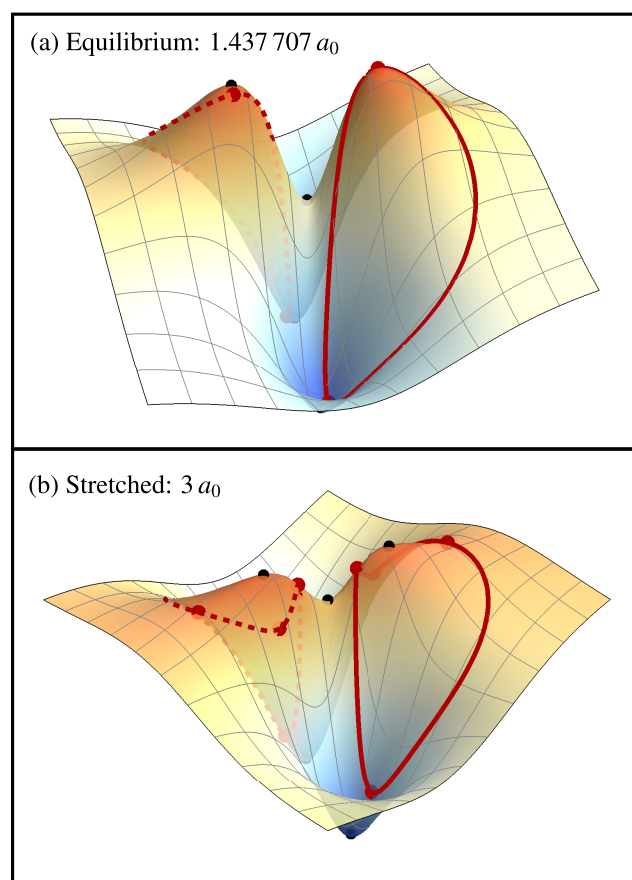 (a) Equilibrium: 1.437 707 a₀
(b) Stretched: 3 a₀